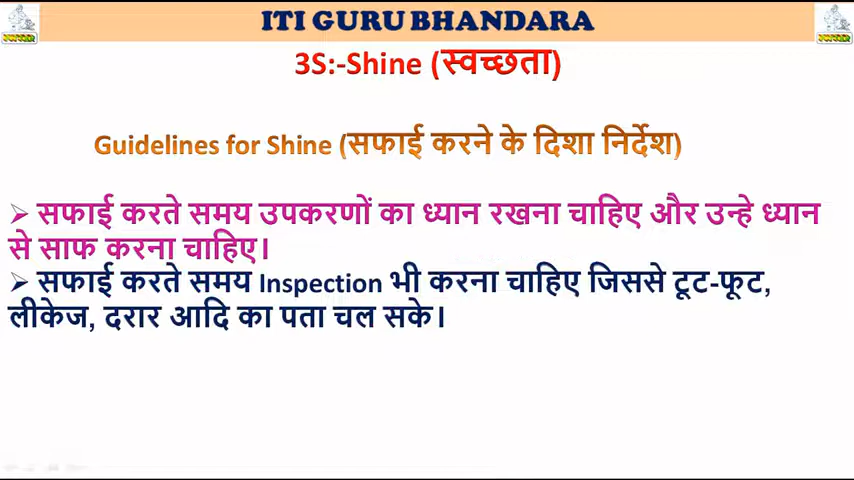 ITI GURU BHANDARA
3S:-Shine (स्वच्छता)
Guidelines for Shine (सफाई करने के दिशा निर्देश)
➢ सफाई करते समय उपकरणों का ध्यान रखना चाहिए और उन्हे ध्यान
से साफ करना चाहिए।
➢ सफाई करते समय Inspection भी करना चाहिए जिससे टूट-फूट,
लीकेज, दरार आदि का पता चल सके।